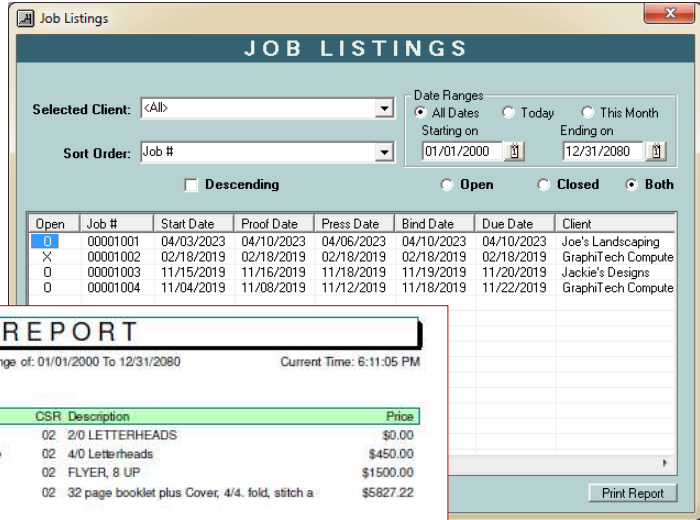 Job Listings
JOB LISTINGS
Selected Client: <All>
Sort Order: Job #
Descending
Date Ranges
All Dates Today This Month
Starting on Ending on
01/01/2000 12/31/2080
Open Closed Both
Open Job # Start Date Proof Date Press Date Bind Date Due Date Client
O 00001001 04/03/2023 04/10/2023 04/06/2023 04/10/2023 04/10/2023 Joe's Landscaping
X 00001002 02/18/2019 02/18/2019 02/18/2019 02/18/2019 02/18/2019 GraphiTech Compute
O 00001003 11/15/2019 11/16/2019 11/18/2019 11/19/2019 11/20/2019 Jackie's Designs
O 00001004 11/04/2019 11/08/2019 11/12/2019 11/18/2019 11/22/2019 GraphiTech Compute
REPORT
nge of: 01/01/2000 To 12/31/2080 Current Time: 6:11:05 PM
CSR Description Price
02 2/0 LETTERHEADS $0.00
02 4/0 Letterheads $450.00
02 FLYER, 8 UP $1500.00
02 32 page booklet plus Cover, 4/4. fold, stitch a $5827.22
Print Report